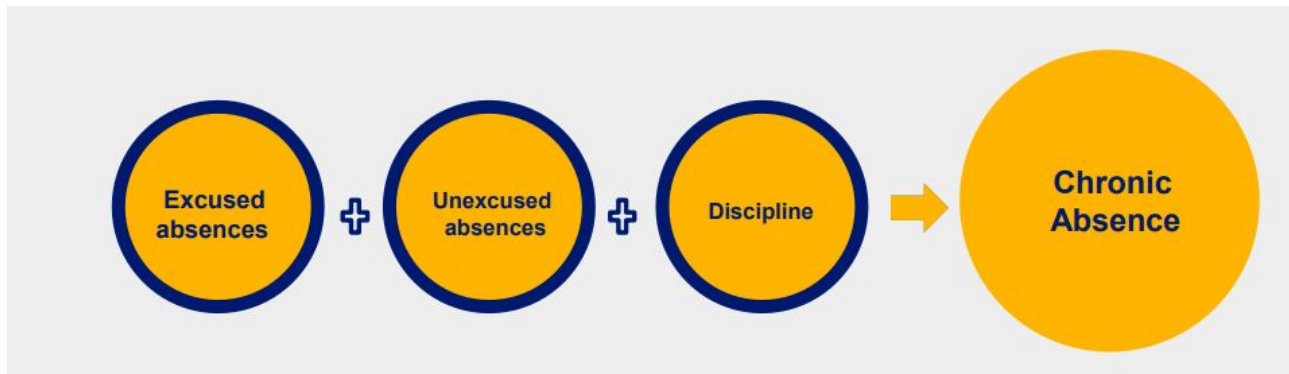 Excused
absences
Unexcused
absences
Discipline
Chronic
Absence